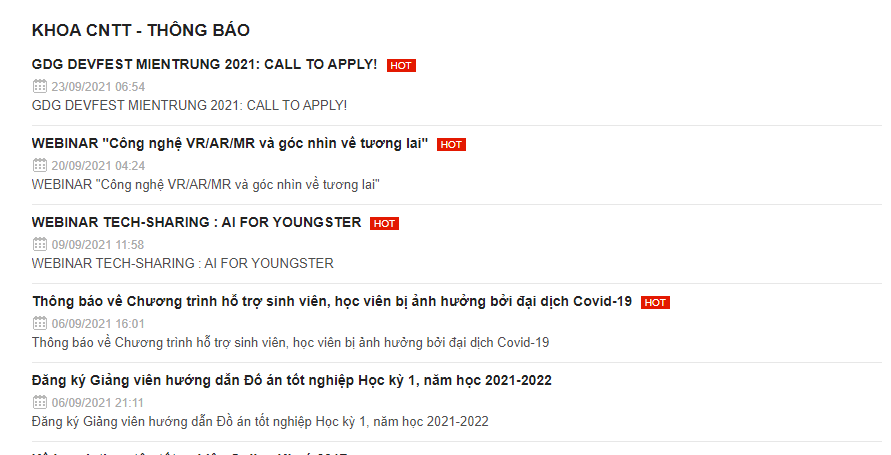 KHOA CNTT - THÔNG BÁO
GDG DEVFEST MIENTRUNG 2021: CALL TO APPLY! HOT
23/09/2021 06:54
GDG DEVFEST MIENTRUNG 2021: CALL TO APPLY!
WEBINAR "Công nghệ VR/AR/MR và góc nhìn về tương lai" HOT
20/09/2021 04:24
WEBINAR "Công nghệ VR/AR/MR và góc nhìn về tương lai"
WEBINAR TECH-SHARING : AI FOR YOUNGSTER HOT
09/09/2021 11:58
WEBINAR TECH-SHARING : AI FOR YOUNGSTER
Thông báo về Chương trình hỗ trợ sinh viên, học viên bị ảnh hưởng bởi đại dịch Covid-19 HOT
06/09/2021 16:01
Thông báo về Chương trình hỗ trợ sinh viên, học viên bị ảnh hưởng bởi đại dịch Covid-19
Đăng ký Giảng viên hướng dẫn Đồ án tốt nghiệp Học kỳ 1, năm học 2021-2022
06/09/2021 21:11
Đăng ký Giảng viên hướng dẫn Đồ án tốt nghiệp Học kỳ 1, năm học 2021-2022